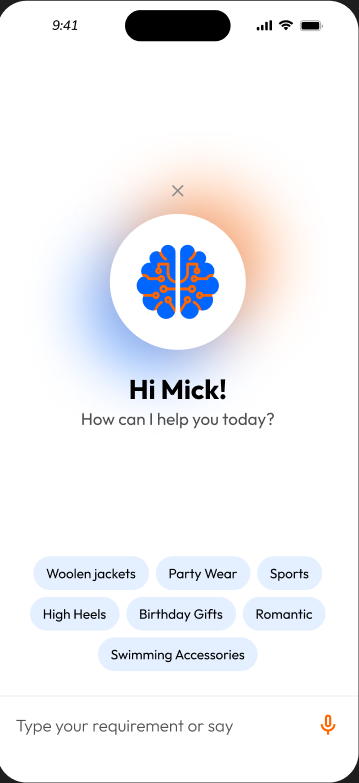 9:41
Hi Mick!
How can I help you today?
Woolen jackets Party Wear Sports
High Heels Birthday Gifts Romantic
Swimming Accessories
Type your requirement or say